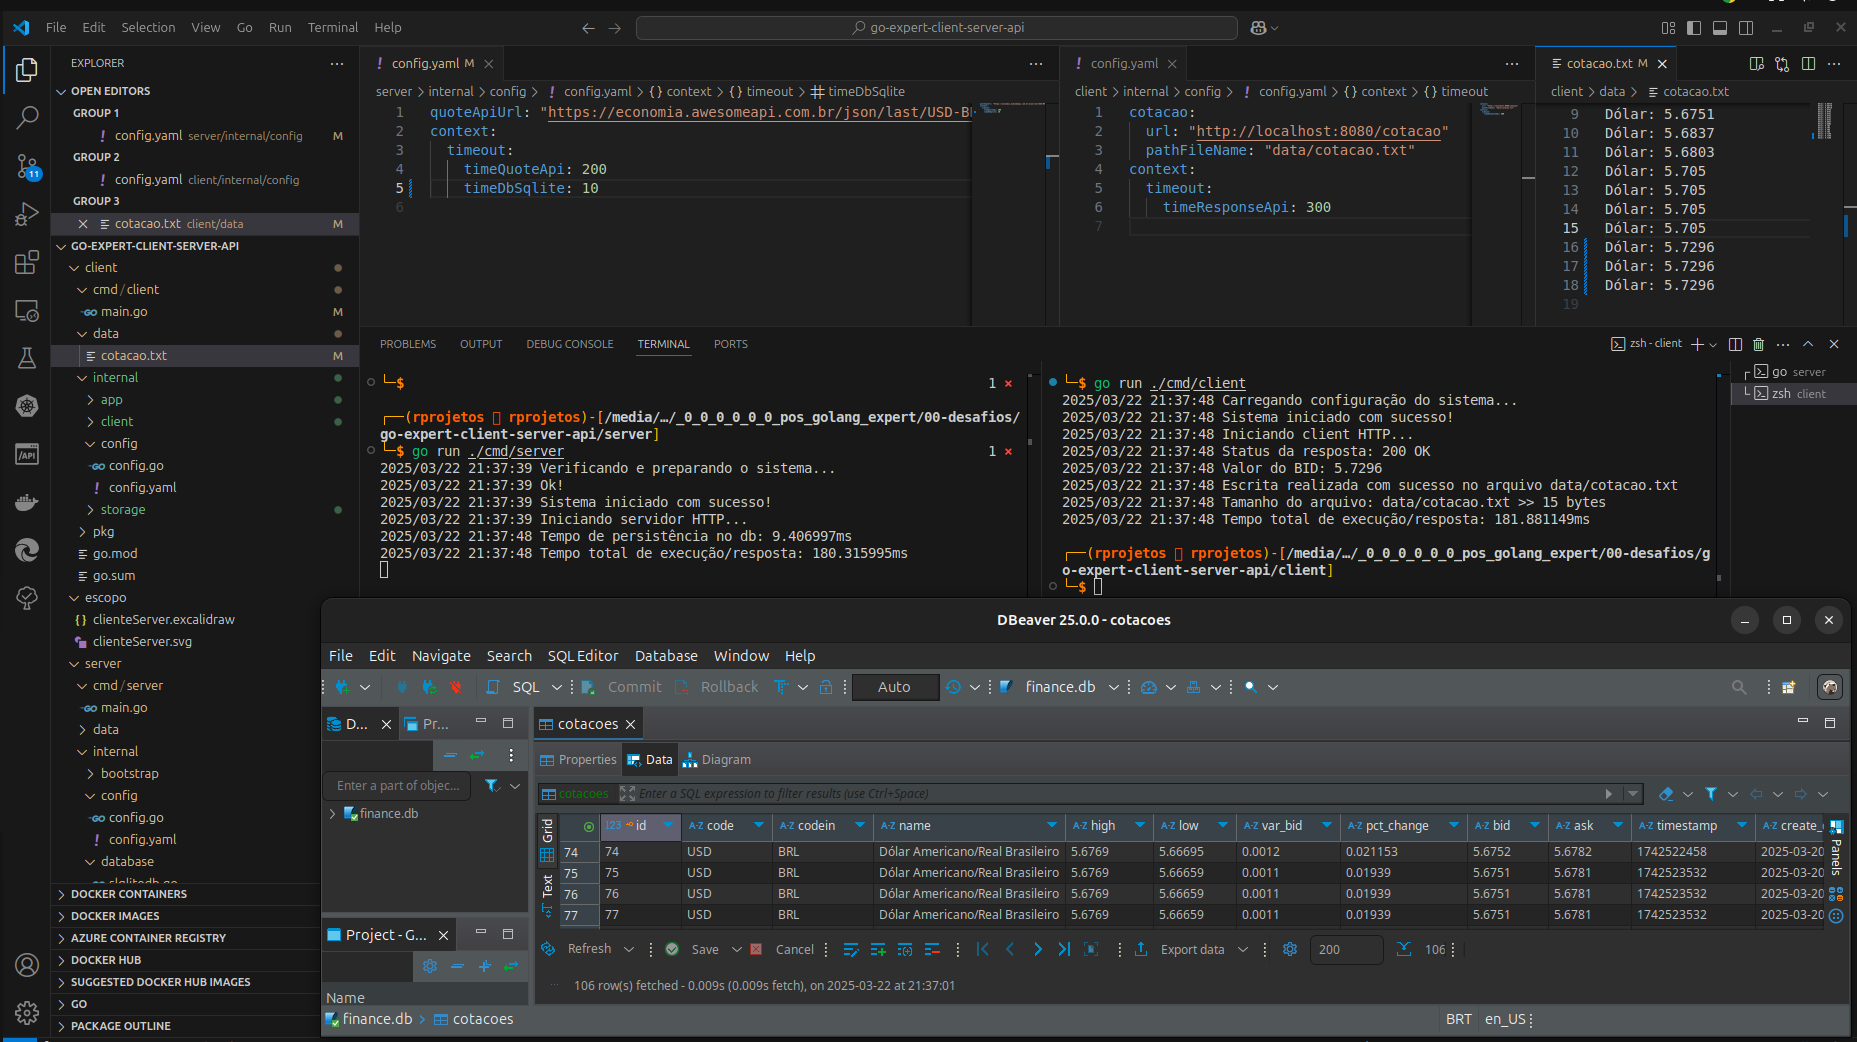 File Edit Selection View Go Run Terminal Help
go-expert-client-server-api
EXPLORER
OPEN EDITORS
GROUP 1
config.yaml server/internal/config M
GROUP 2
config.yaml client/internal/config
GROUP 3
cotacao.txt client/data M
GO-EXPERT-CLIENT-SERVER-API
client
cmd / client
main.go M
data
cotacao.txt M
internal
app
client
config
config.go
config.yaml
storage
pkg
go.mod
go.sum
escopo
clienteServer.excalidraw
clienteServer.svg
server
cmd / server
main.go
data
internal
bootstrap
config
config.go
config.yaml
database
DOCKER CONTAINERS
DOCKER IMAGES
AZURE CONTAINER REGISTRY
DOCKER HUB
SUGGESTED DOCKER HUB IMAGES
GO
PACKAGE OUTLINE
11
/API
config.yaml M
server > internal > config > config.yaml > {} context > {} timeout > timeDbSqlite
1 quoteApiUrl: "https://economia.awesomeapi.com.br/json/last/USD-B
2 context:
3 timeout:
4 timeQuoteApi: 200
5 timeDbSqlite: 10
6
config.yaml
client > internal > config > config.yaml > {} context > {} timeout
1 cotacao:
2 url: "http://localhost:8080/cotacao"
3 pathFileName: "data/cotacao.txt"
4 context:
5 timeout:
6 timeResponseApi: 300
7
cotacao.txt M
client > data > cotacao.txt
9 Dólar: 5.6751
10 Dólar: 5.6837
11 Dólar: 5.6803
12 Dólar: 5.705
13 Dólar: 5.705
14 Dólar: 5.705
15 Dólar: 5.705
16 Dólar: 5.7296
17 Dólar: 5.7296
18 Dólar: 5.7296
19
PROBLEMS OUTPUT DEBUG CONSOLE TERMINAL PORTS
zsh - client
└─$ 1 ×
┌──(rprojetos rprojetos)-[/media/…/_0_0_0_0_0_0_pos_golang_expert/00-desafios/
go-expert-client-server-api/server]
└─$ go run ./cmd/server 1 ×
2025/03/22 21:37:39 Verificando e preparando o sistema...
2025/03/22 21:37:39 Ok!
2025/03/22 21:37:39 Sistema iniciado com sucesso!
2025/03/22 21:37:39 Iniciando servidor HTTP...
2025/03/22 21:37:48 Tempo de persistência no db: 9.406997ms
2025/03/22 21:37:48 Tempo total de execução/resposta: 180.315995ms
└─$ go run ./cmd/client
2025/03/22 21:37:48 Carregando configuração do sistema...
2025/03/22 21:37:48 Sistema iniciado com sucesso!
2025/03/22 21:37:48 Iniciando client HTTP...
2025/03/22 21:37:48 Status da resposta: 200 OK
2025/03/22 21:37:48 Valor do BID: 5.7296
2025/03/22 21:37:48 Escrita realizada com sucesso no arquivo data/cotacao.txt
2025/03/22 21:37:48 Tamanho do arquivo: data/cotacao.txt >> 15 bytes
2025/03/22 21:37:48 Tempo total de execução/resposta: 181.881149ms
┌──(rprojetos rprojetos)-[/media/…/_0_0_0_0_0_0_pos_golang_expert/00-desafios/g
o-expert-client-server-api/client]
└─$
go server
zsh client
DBeaver 25.0.0 - cotacoes
File Edit Navigate Search SQL Editor Database Window Help
SQL Commit Rollback Auto finance.db
D... Pr...
Enter a part of objec...
finance.db
Project - G...
Name
cotacoes
Properties Data Diagram
cotacoes Enter a SQL expression to filter results (use Ctrl+Space)
Grid
Text
Panels
123 id A-Z code A-Z codein A-Z name A-Z high A-Z low A-Z var_bid A-Z pct_change A-Z bid A-Z ask A-Z timestamp A-Z create_
74 74 USD BRL Dólar Americano/Real Brasileiro 5.6769 5.66695 0.0012 0.021153 5.6752 5.6782 1742522458 2025-03-20
75 75 USD BRL Dólar Americano/Real Brasileiro 5.6769 5.66659 0.0011 0.01939 5.6751 5.6781 1742523532 2025-03-20
76 76 USD BRL Dólar Americano/Real Brasileiro 5.6769 5.66659 0.0011 0.01939 5.6751 5.6781 1742523532 2025-03-20
77 77 USD BRL Dólar Americano/Real Brasileiro 5.6769 5.66659 0.0011 0.01939 5.6751 5.6781 1742523532 2025-03-20
Refresh Save Cancel Export data 200 106
106 row(s) fetched - 0.009s (0.009s fetch), on 2025-03-22 at 21:37:01
finance.db > cotacoes
BRT en_US